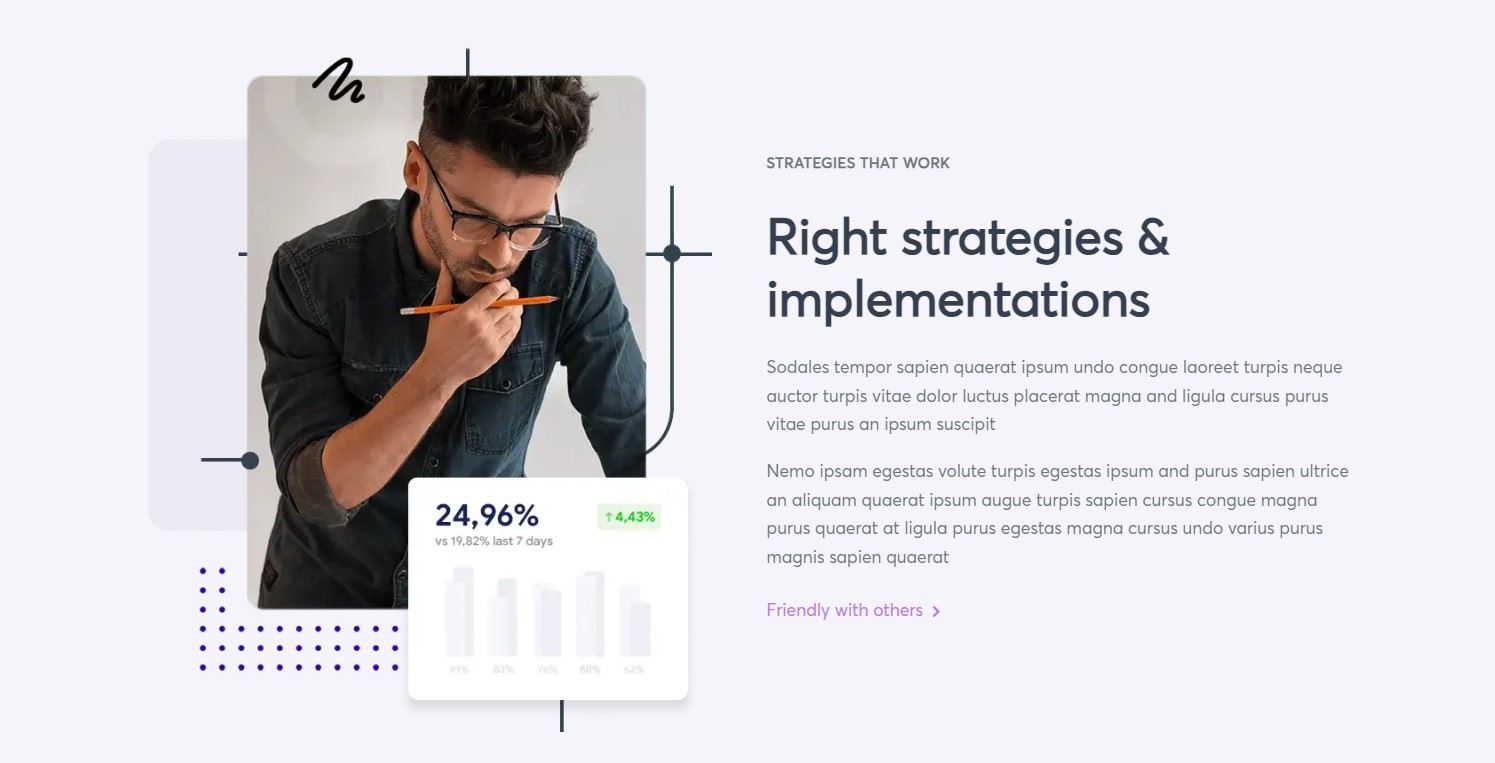 STRATEGIES THAT WORK
Right strategies &
implementations
Sodales tempor sapien quaerat ipsum undo congue laoreet turpis neque
auctor turpis vitae dolor luctus placerat magna and ligula cursus purus
vitae purus an ipsum suscipit
Nemo ipsam egestas volute turpis egestas ipsum and purus sapien ultrice
an aliquam quaerat ipsum augue turpis sapien cursus congue magna
purus quaerat at ligula purus egestas magna cursus undo varius purus
magnis sapien quaerat
Friendly with others
24,96%
↑ 4,43%
vs 19,82% last 7 days
91% 83% 76% 88% 62%